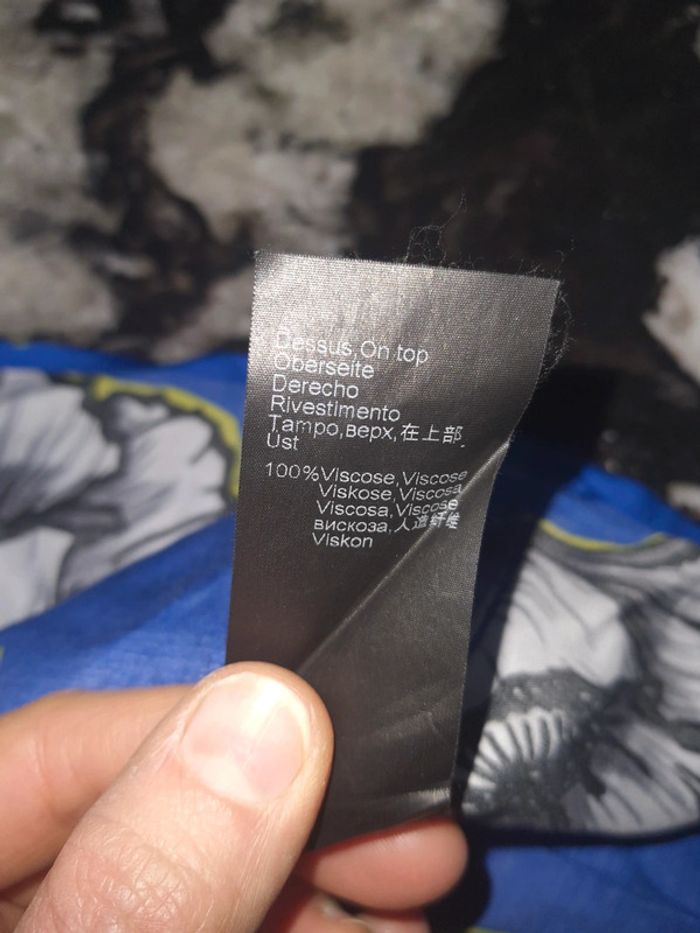 Dessus,On top
Oberseite
Derecho
Rivestimento
Tampo,верх,在上部,
Üst
100%Viscose,Viscose
Viskose,Viscosa
Viscosa,Viscose
вискоза,人造纤维
Viskon